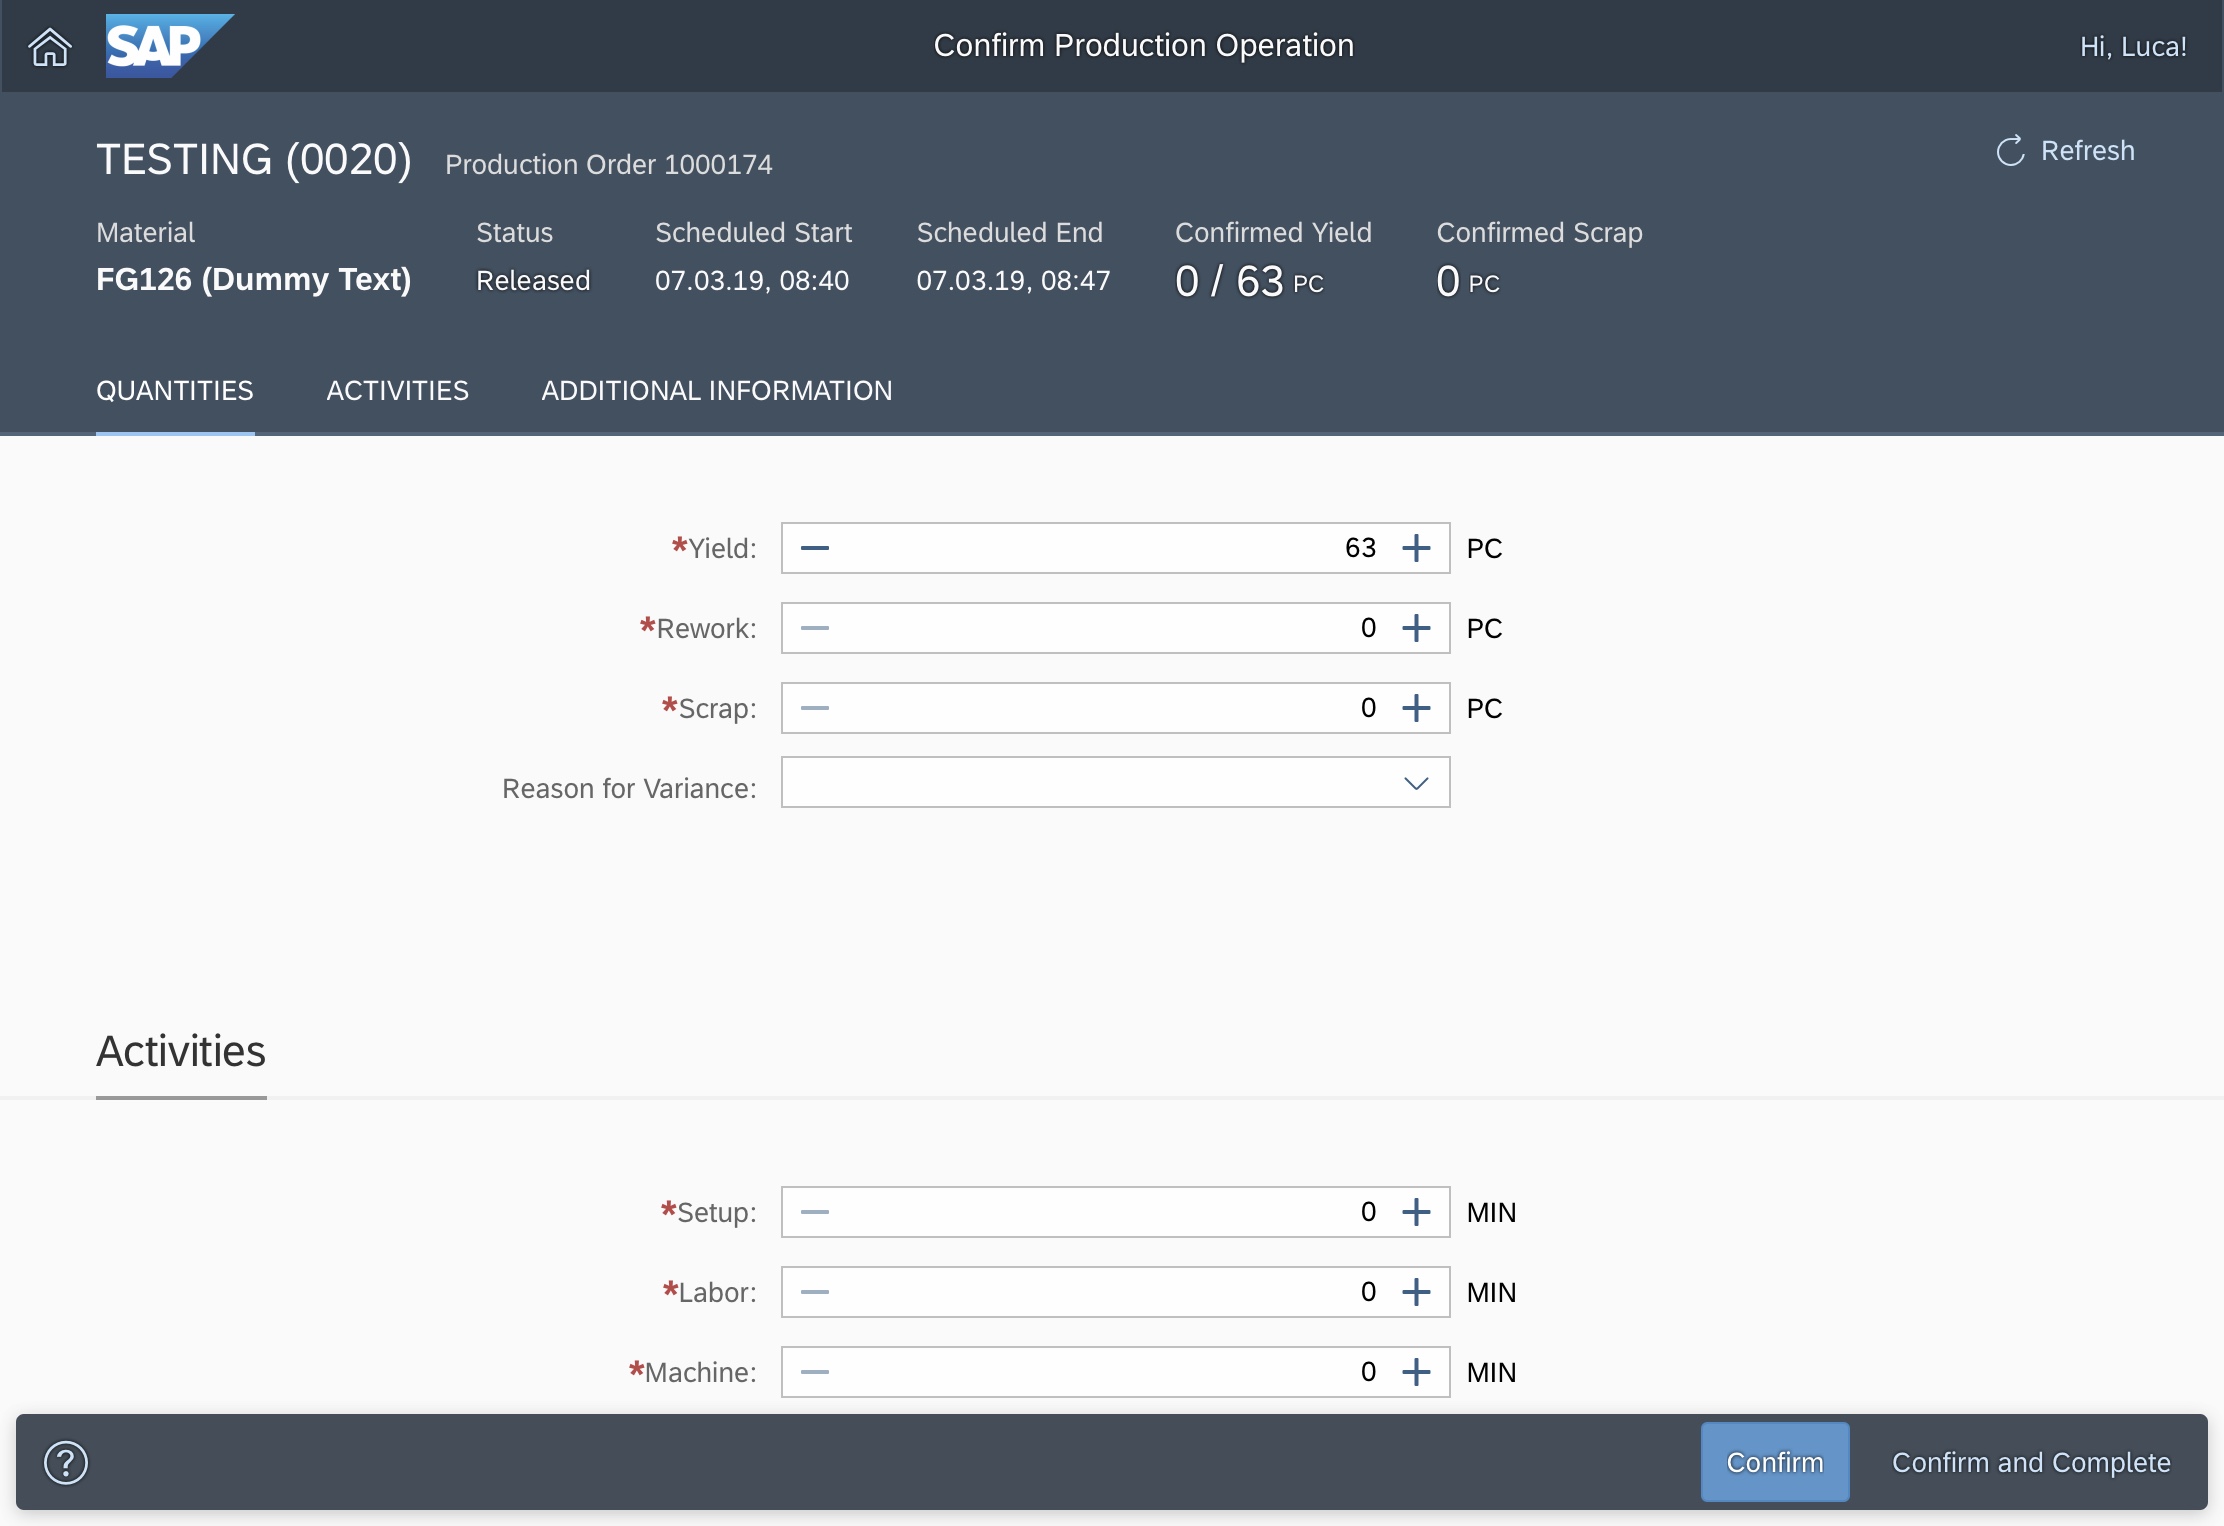 SAP Confirm Production Operation Hi, Luca!
TESTING (0020) Production Order 1000174 Refresh
Material Status Scheduled Start Scheduled End Confirmed Yield Confirmed Scrap
FG126 (Dummy Text) Released 07.03.19, 08:40 07.03.19, 08:47 0 / 63 PC 0 PC
QUANTITIES ACTIVITIES ADDITIONAL INFORMATION
*Yield: 63 PC
*Rework: 0 PC
*Scrap: 0 PC
Reason for Variance:
Activities
*Setup: 0 MIN
*Labor: 0 MIN
*Machine: 0 MIN
? Confirm Confirm and Complete